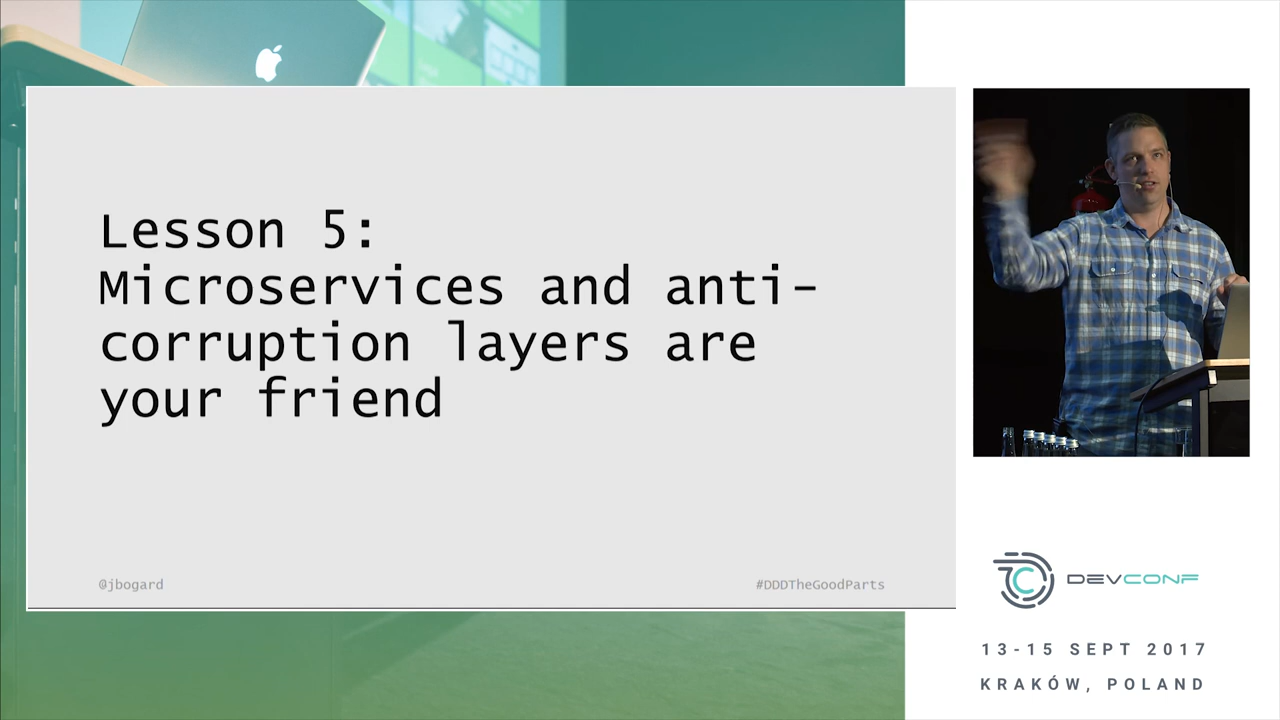 Lesson 5:
Microservices and anti-
corruption layers are
your friend
@jbogard
#DDDTheGoodParts
DEVCONF
13-15 SEPT 2017
KRAKÓW, POLAND